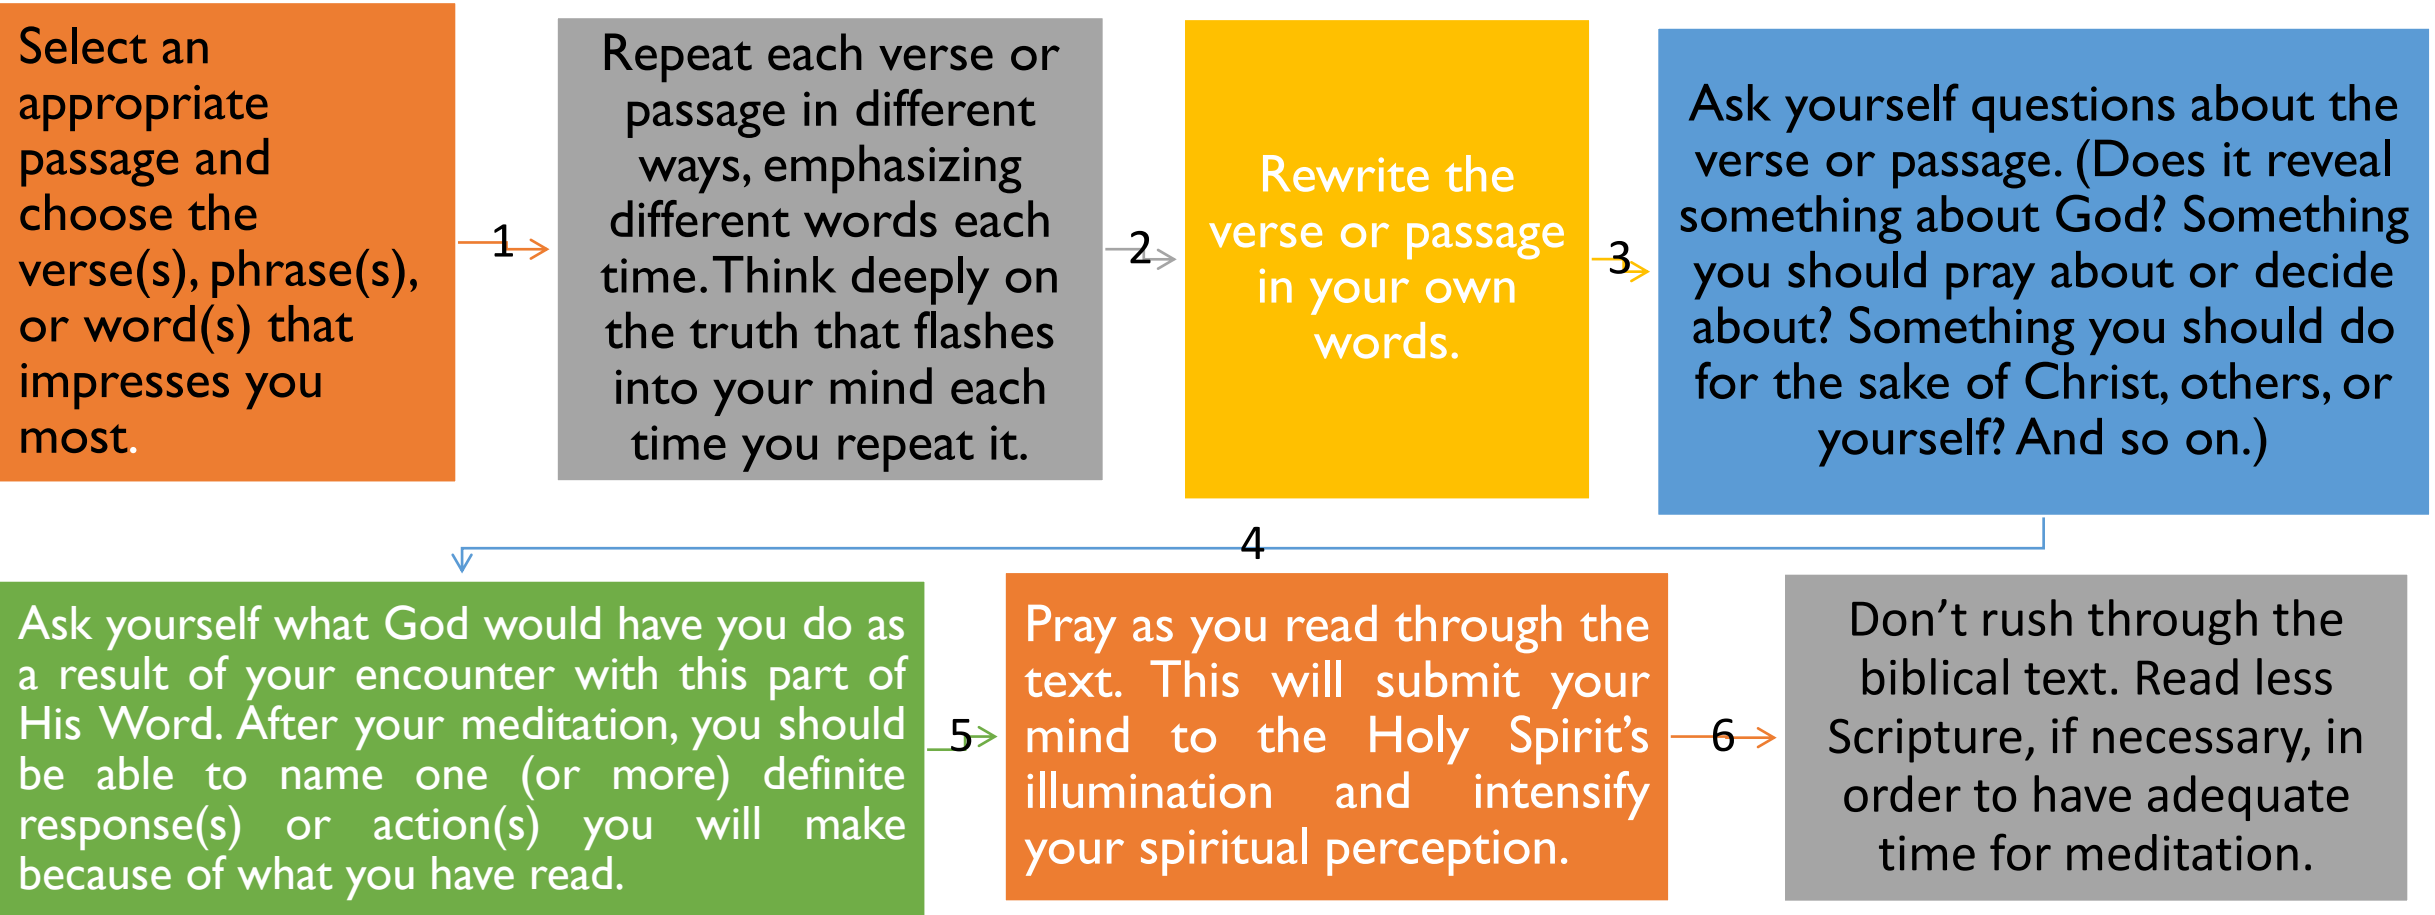 Select an
appropriate
passage and
choose the
verse(s), phrase(s),
or word(s) that
impresses you
most.
1
Repeat each verse or
passage in different
ways, emphasizing
different words each
time. Think deeply on
the truth that flashes
into your mind each
time you repeat it.
2
Rewrite the
verse or passage
in your own
words.
3
Ask yourself questions about the
verse or passage. (Does it reveal
something about God? Something
you should pray about or decide
about? Something you should do
for the sake of Christ, others, or
yourself? And so on.)
4
Ask yourself what God would have you do as
a result of your encounter with this part of
His Word. After your meditation, you should
be able to name one (or more) definite
response(s) or action(s) you will make
because of what you have read.
5
Pray as you read through the
text. This will submit your
mind to the Holy Spirit’s
illumination and intensify
your spiritual perception.
6
Don’t rush through the
biblical text. Read less
Scripture, if necessary, in
order to have adequate
time for meditation.